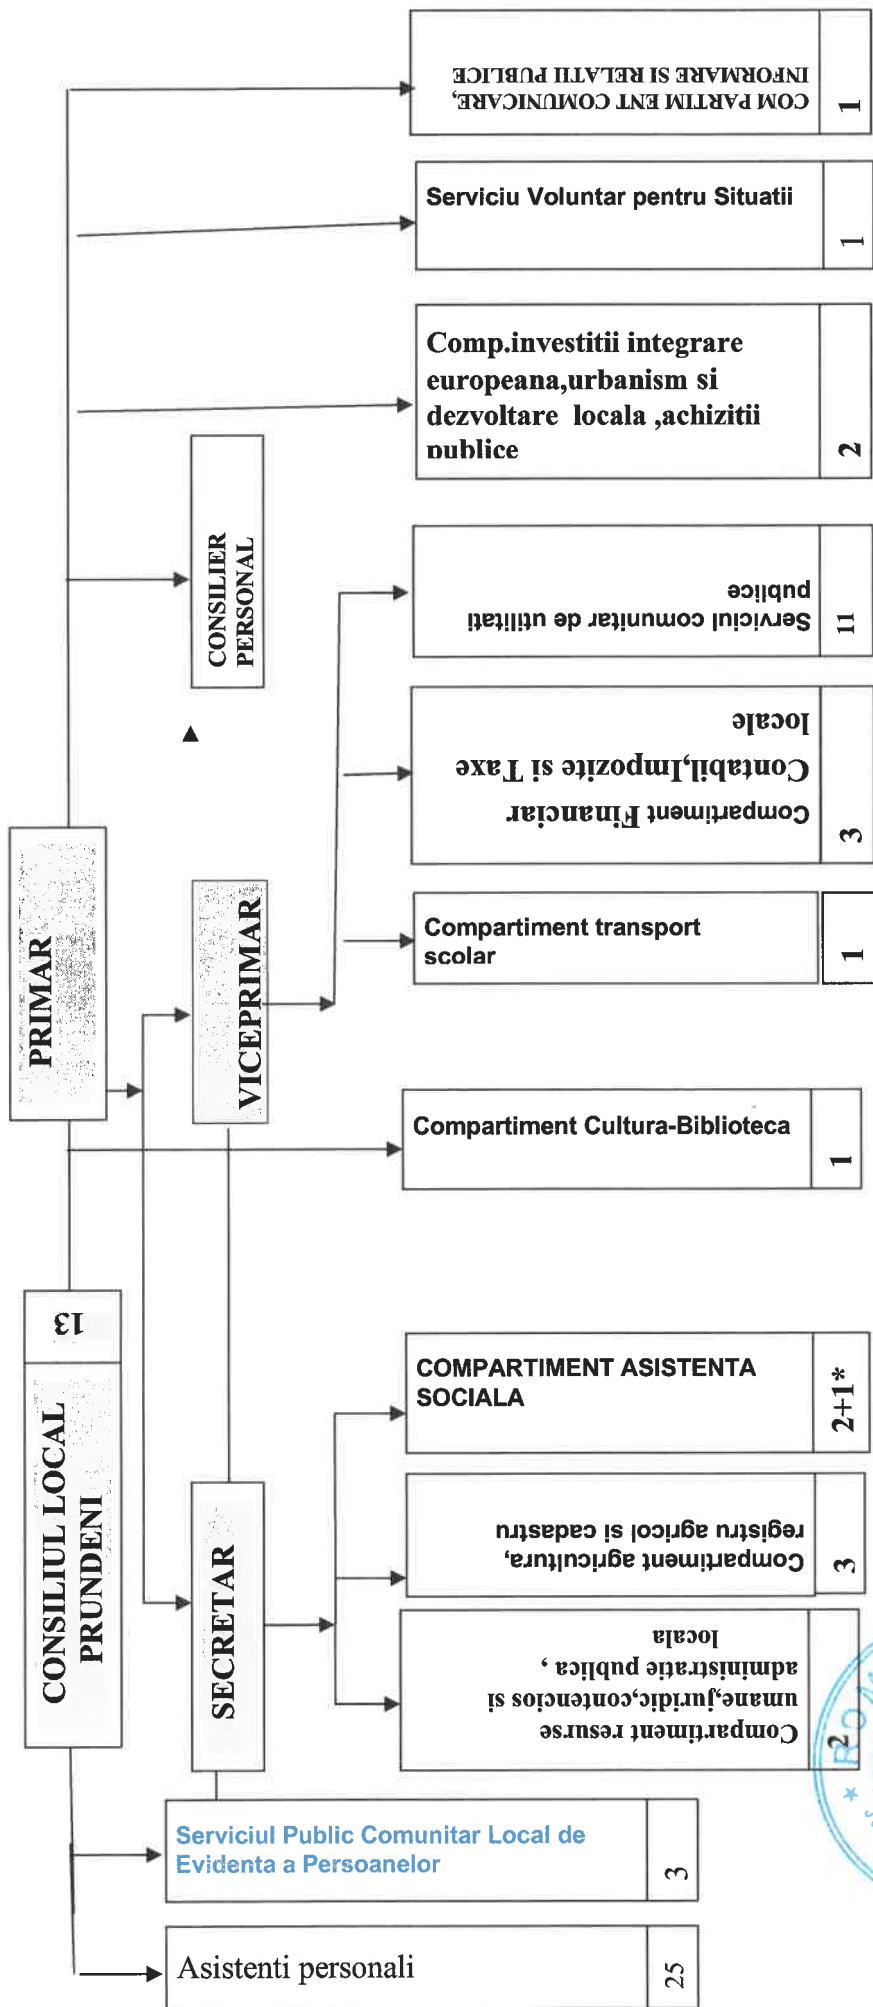 COM PARTIM ENT COMUNICARE,
INFORMARE SI RELATII PUBLICE
1
Serviciu Voluntar pentru Situatii
1
Comp.investitii integrare
europeana,urbanism si
dezvoltare locala ,achizitii
publice
2
CONSILIER
PERSONAL
Serviciul comunitar de utilitati
publice
11
Compartiment Financiar
Contabil,Impozite si Taxe
locale
3
PRIMAR
VICEPRIMAR
Compartiment transport
scolar
1
Compartiment Cultura-Biblioteca
1
CONSILIUL LOCAL
PRUNDENI
13
COMPARTIMENT ASISTENTA
SOCIALA
2+1*
SECRETAR
Compartiment agricultura,
registru agricol si cadastru
3
Compartiment resurse
umane,juridic,contencios si
administratie publica ,
locala
2
Serviciul Public Comunitar Local de
Evidenta a Persoanelor
3
Asistenti personali
25